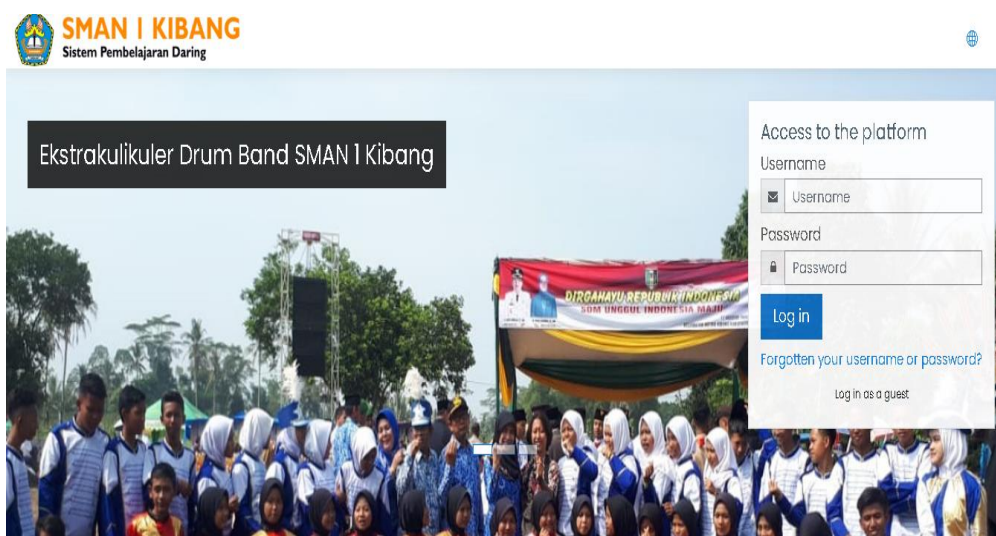 SMAN 1 KIBANG
Sistem Pembelajaran Daring
Ekstrakulikuler Drum Band SMAN 1 Kibang
Access to the platform
Username
Username
Password
Password
Log in
Forgotten your username or password?
Log in as a guest
DIRGAHAYU REPUBLIK INDONESIA
SDM UNGGUL INDONESIA MAJU